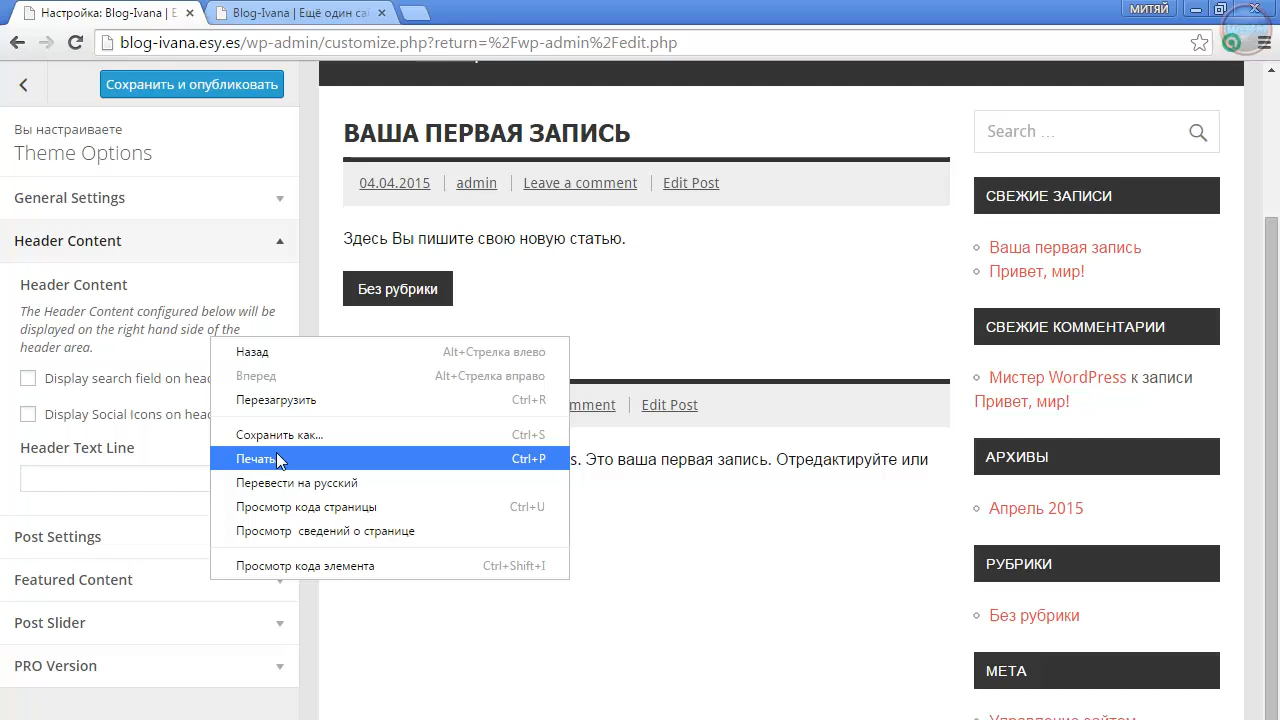 Настройка: Blog-Ivana | Е
Blog-Ivana | Ещё один са
МИТЯЙ
blog-ivana.esy.es/wp-admin/customize.php?return=%2Fwp-admin%2Fedit.php
Сохранить и опубликовать
Вы настраиваете
Theme Options
General Settings
Header Content
Header Content
The Header Content configured below will be
displayed on the right hand side of the
header area.
Display search field on head
Display Social Icons on head
Header Text Line
Post Settings
Featured Content
Post Slider
PRO Version
Назад Alt+Стрелка влево
Вперед Alt+Стрелка вправо
Перезагрузить Ctrl+R
Сохранить как... Ctrl+S
Печать Ctrl+P
Перевести на русский
Просмотр кода страницы Ctrl+U
Просмотр сведений о странице
Просмотр кода элемента Ctrl+Shift+I
ВАША ПЕРВАЯ ЗАПИСЬ
04.04.2015 admin Leave a comment Edit Post
Здесь Вы пишите свою новую статью.
Без рубрики
mment Edit Post
s. Это ваша первая запись. Отредактируйте или
Search …
СВЕЖИЕ ЗАПИСИ
Ваша первая запись
Привет, мир!
СВЕЖИЕ КОММЕНТАРИИ
Мистер WordPress к записи
Привет, мир!
АРХИВЫ
Апрель 2015
РУБРИКИ
Без рубрики
МЕТА
Управление сайтом